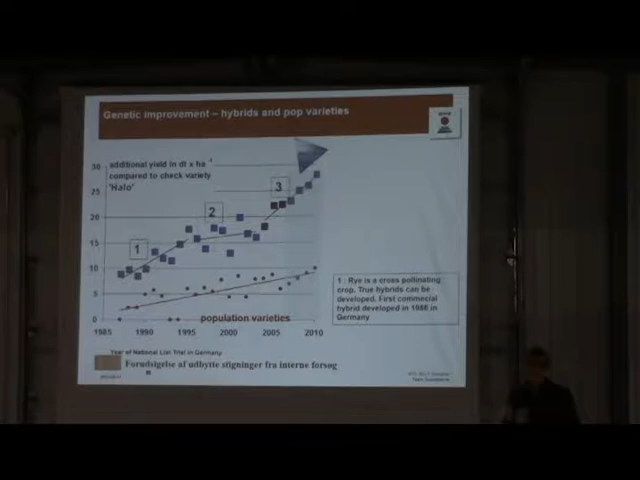 Genetic improvement – hybrids and pop varieties
30
additional yield in dt x ha
compared to check variety
'Halo'
25
20
15
10
5
0
1
2
3
population varieties
1985
1990
1995
2000
2005
2010
Year of National List Trial in Germany
Forudsigelse af udbytte stigninger fra interne forsøg
1 : Rye is a cross pollinating
crop. True hybrids can be
developed. First commecial
hybrid developed in 1986 in
Germany